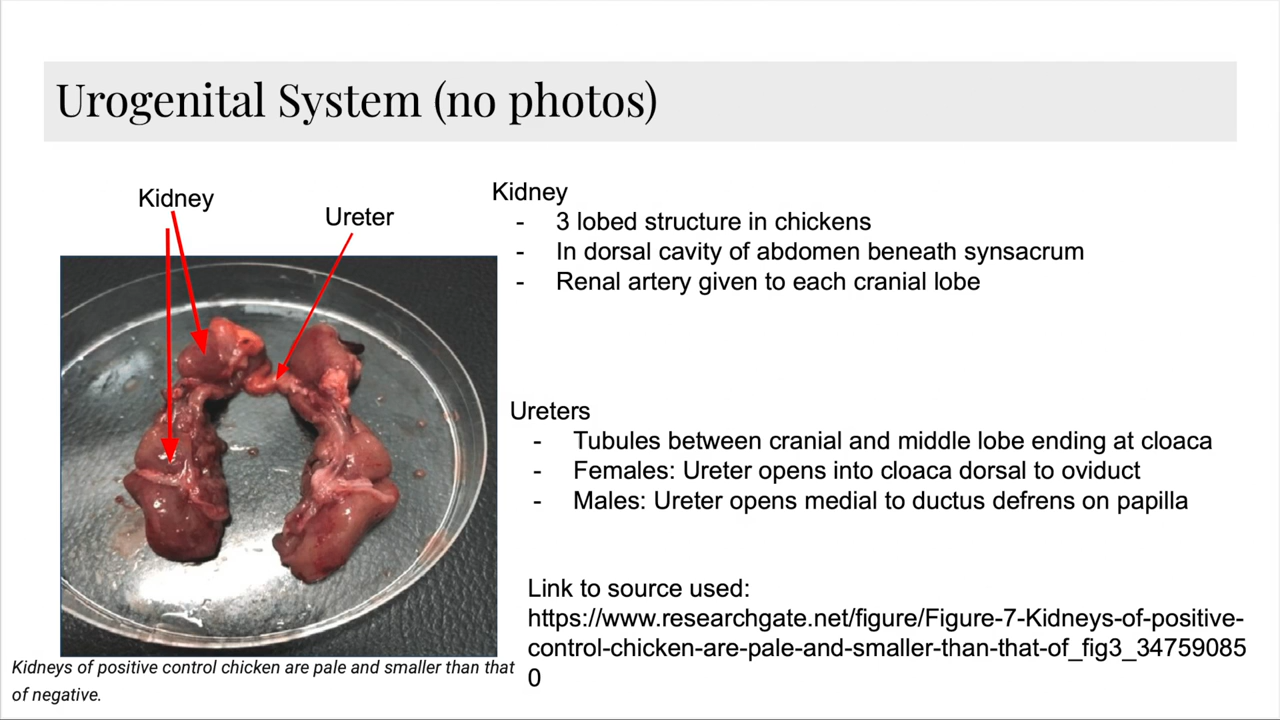 Urogenital System (no photos)
Kidney
Ureter
Kidney
- 3 lobed structure in chickens
- In dorsal cavity of abdomen beneath synsacrum
- Renal artery given to each cranial lobe
Ureters
- Tubules between cranial and middle lobe ending at cloaca
- Females: Ureter opens into cloaca dorsal to oviduct
- Males: Ureter opens medial to ductus defrens on papilla
Link to source used:
https://www.researchgate.net/figure/Figure-7-Kidneys-of-positive-
control-chicken-are-pale-and-smaller-than-that-of_fig3_34759085
0
Kidneys of positive control chicken are pale and smaller than that
of negative.